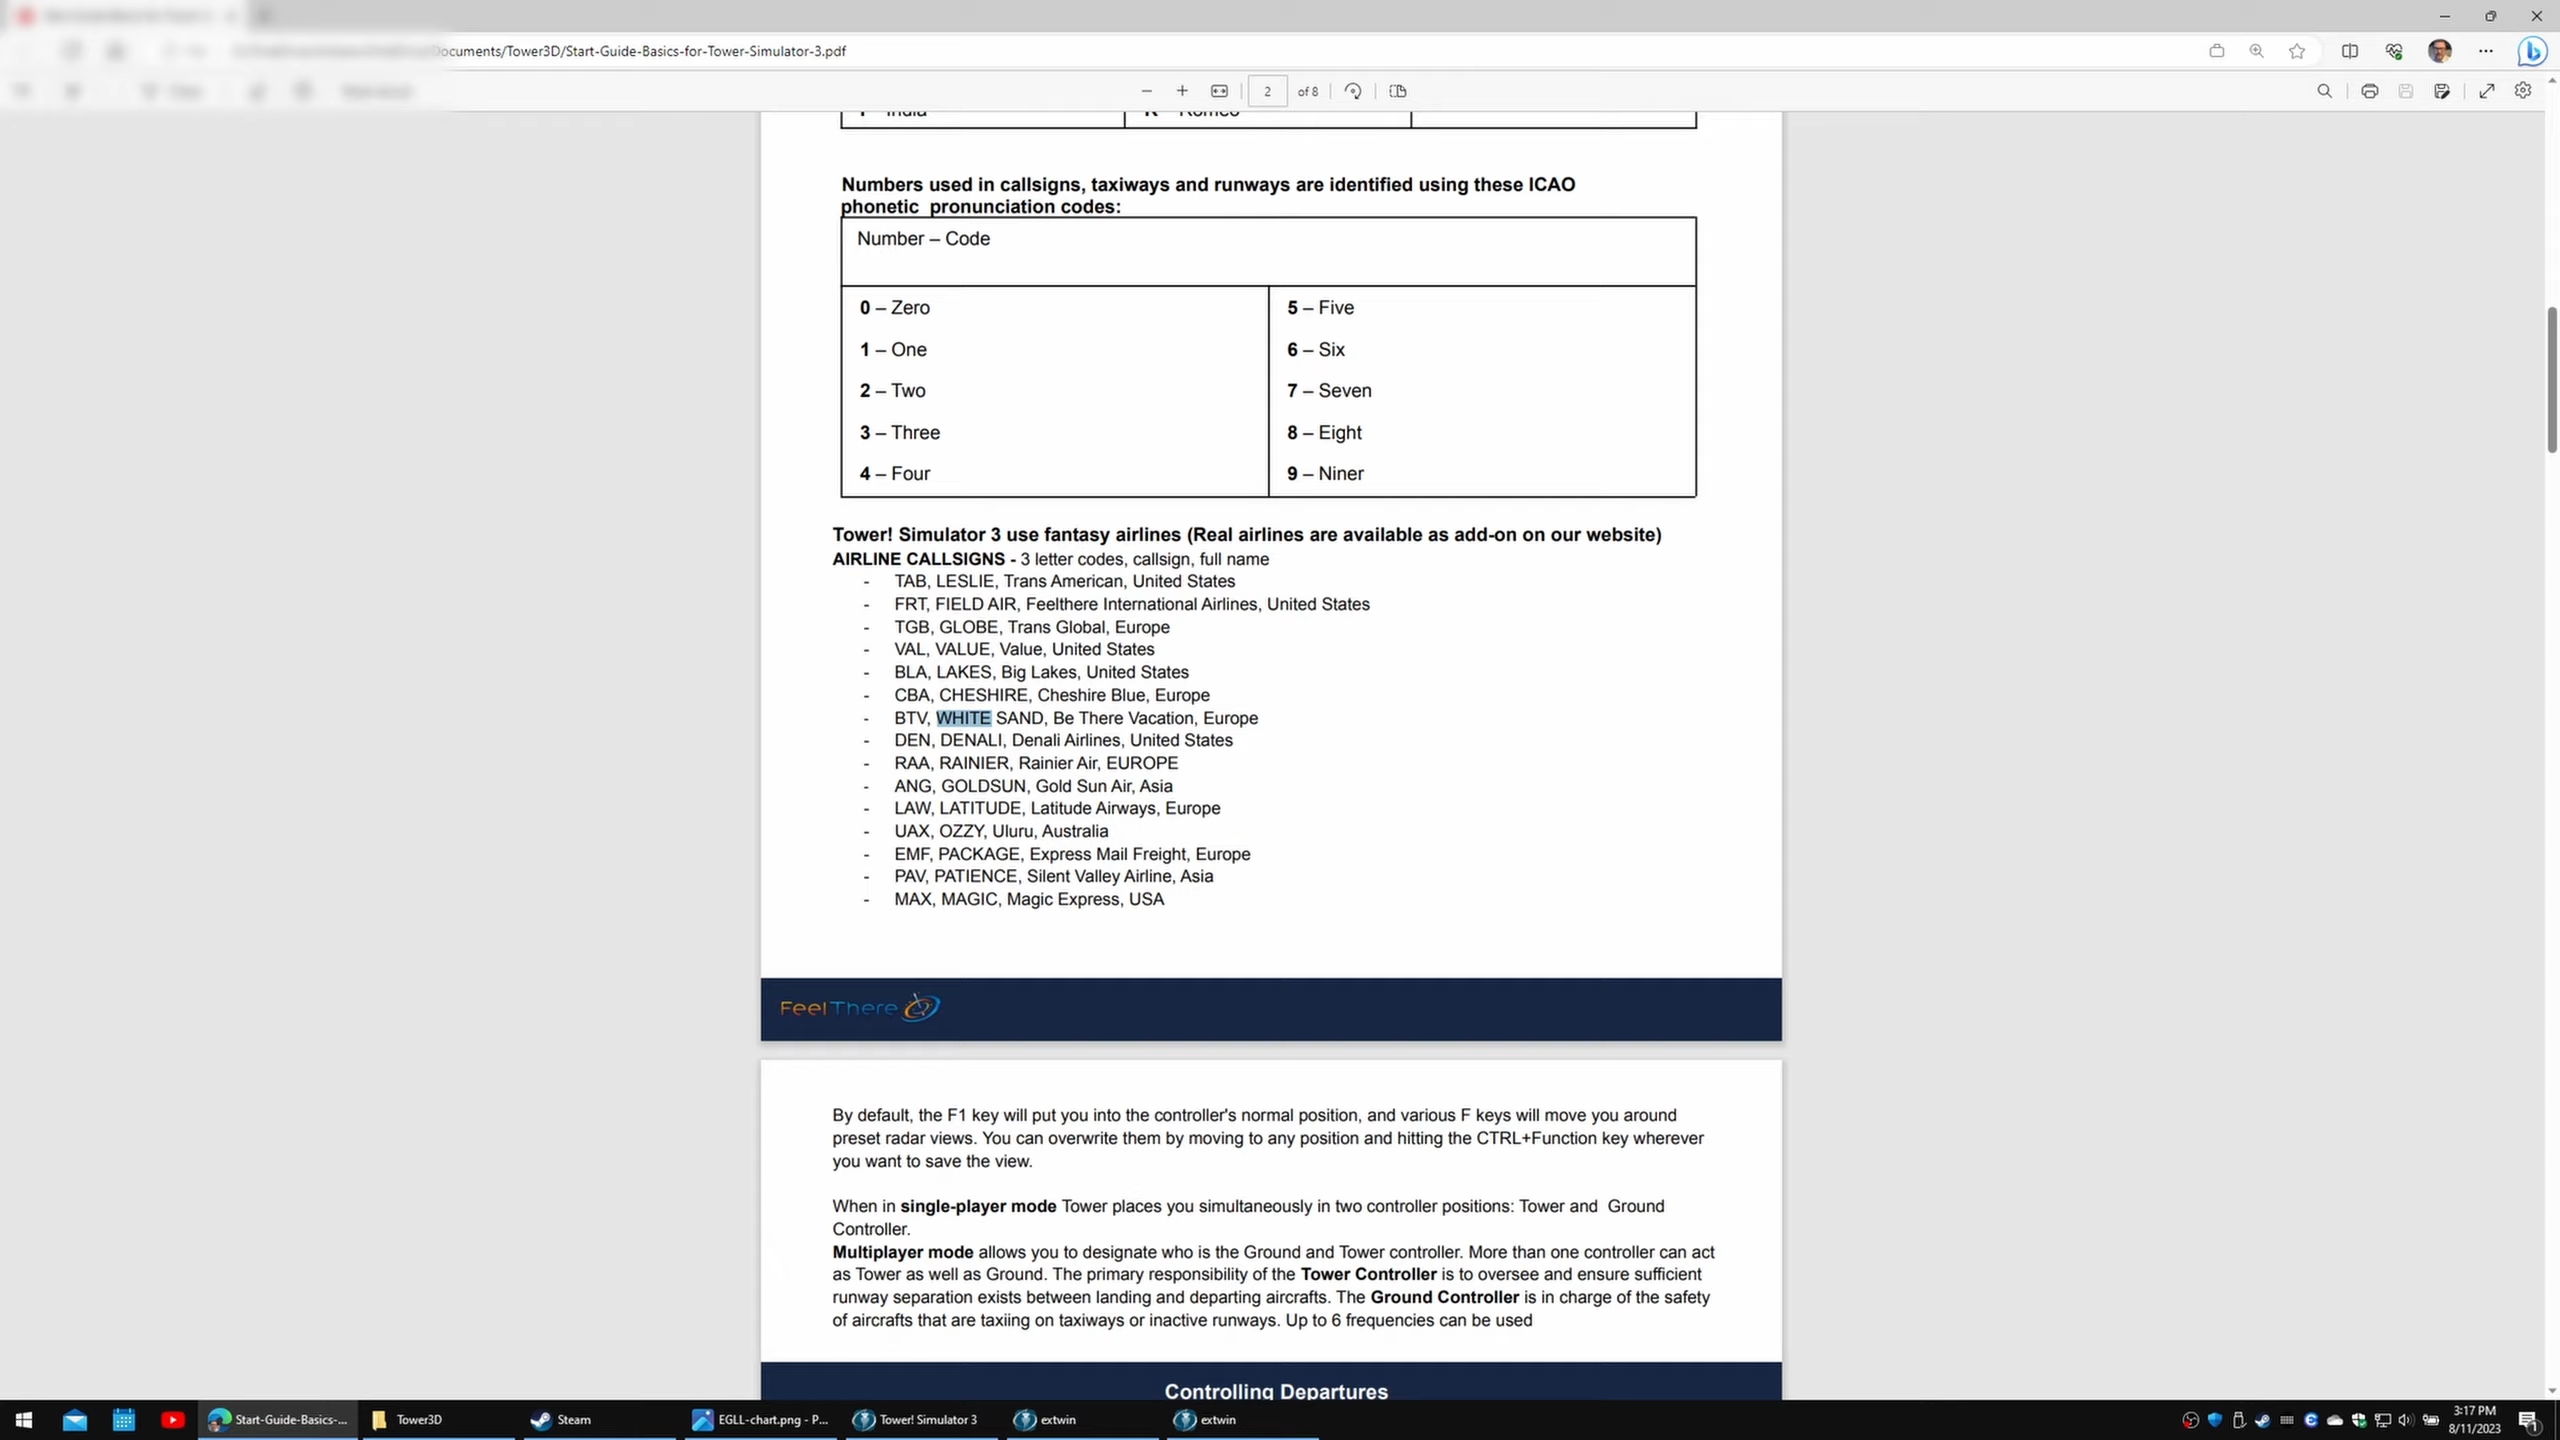 Documents/Tower3D/Start-Guide-Basics-for-Tower-Simulator-3.pdf
2 of 8
Numbers used in callsigns, taxiways and runways are identified using these ICAO
phonetic pronunciation codes:
Number – Code
0 – Zero
1 – One
2 – Two
3 – Three
4 – Four
5 – Five
6 – Six
7 – Seven
8 – Eight
9 – Niner
Tower! Simulator 3 use fantasy airlines (Real airlines are available as add-on on our website)
AIRLINE CALLSIGNS - 3 letter codes, callsign, full name
- TAB, LESLIE, Trans American, United States
- FRT, FIELD AIR, Feelthere International Airlines, United States
- TGB, GLOBE, Trans Global, Europe
- VAL, VALUE, Value, United States
- BLA, LAKES, Big Lakes, United States
- CBA, CHESHIRE, Cheshire Blue, Europe
- BTV, WHITE SAND, Be There Vacation, Europe
- DEN, DENALI, Denali Airlines, United States
- RAA, RAINIER, Rainier Air, EUROPE
- ANG, GOLDSUN, Gold Sun Air, Asia
- LAW, LATITUDE, Latitude Airways, Europe
- UAX, OZZY, Uluru, Australia
- EMF, PACKAGE, Express Mail Freight, Europe
- PAV, PATIENCE, Silent Valley Airline, Asia
- MAX, MAGIC, Magic Express, USA
FeelThere
By default, the F1 key will put you into the controller's normal position, and various F keys will move you around
preset radar views. You can overwrite them by moving to any position and hitting the CTRL+Function key wherever
you want to save the view.
When in single-player mode Tower places you simultaneously in two controller positions: Tower and Ground
Controller.
Multiplayer mode allows you to designate who is the Ground and Tower controller. More than one controller can act
as Tower as well as Ground. The primary responsibility of the Tower Controller is to oversee and ensure sufficient
runway separation exists between landing and departing aircrafts. The Ground Controller is in charge of the safety
of aircrafts that are taxiing on taxiways or inactive runways. Up to 6 frequencies can be used
Controlling Departures
Start-Guide-Basics-...
Tower3D
Steam
EGLL-chart.png - P...
Tower! Simulator 3
extwin
extwin
3:17 PM
8/11/2023